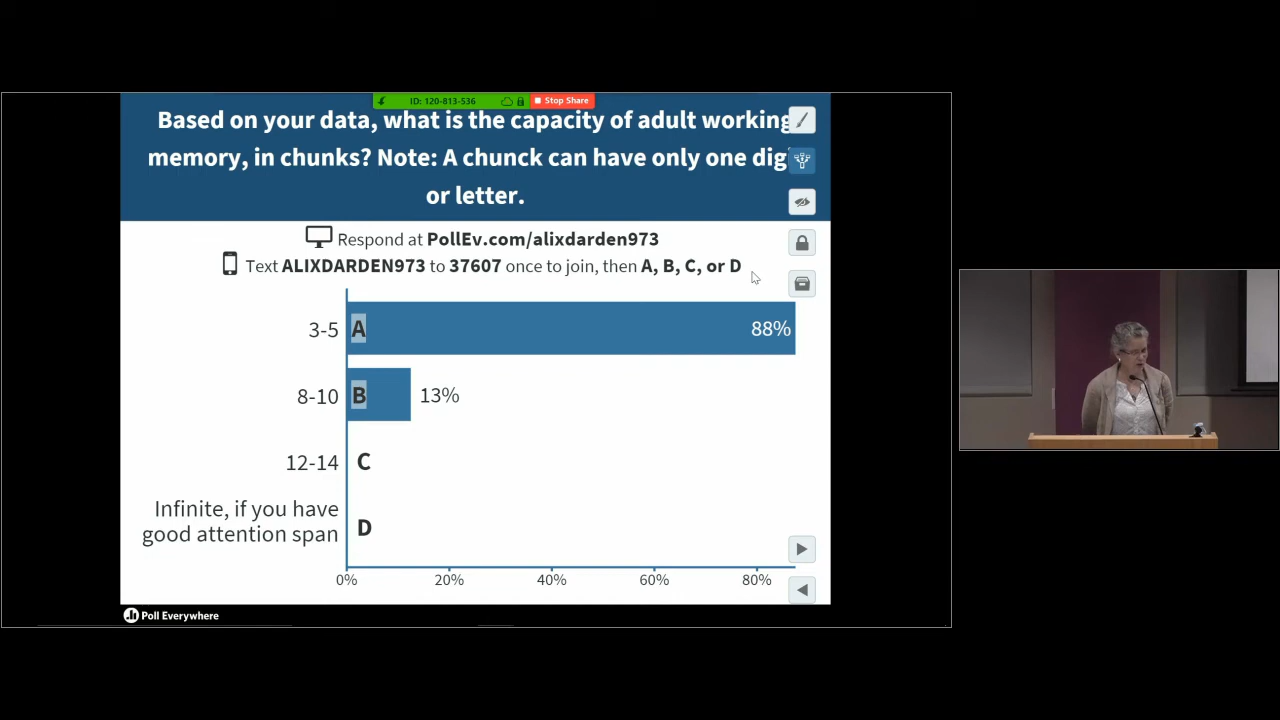 ID: 120-813-536
Stop Share
Based on your data, what is the capacity of adult working
memory, in chunks? Note: A chunck can have only one dig
or letter.
Respond at PollEv.com/alixdarden973
Text ALIXDARDEN973 to 37607 once to join, then A, B, C, or D
3-5 A 88%
8-10 B 13%
12-14 C
Infinite, if you have
good attention span D
0% 20% 40% 60% 80%
Poll Everywhere